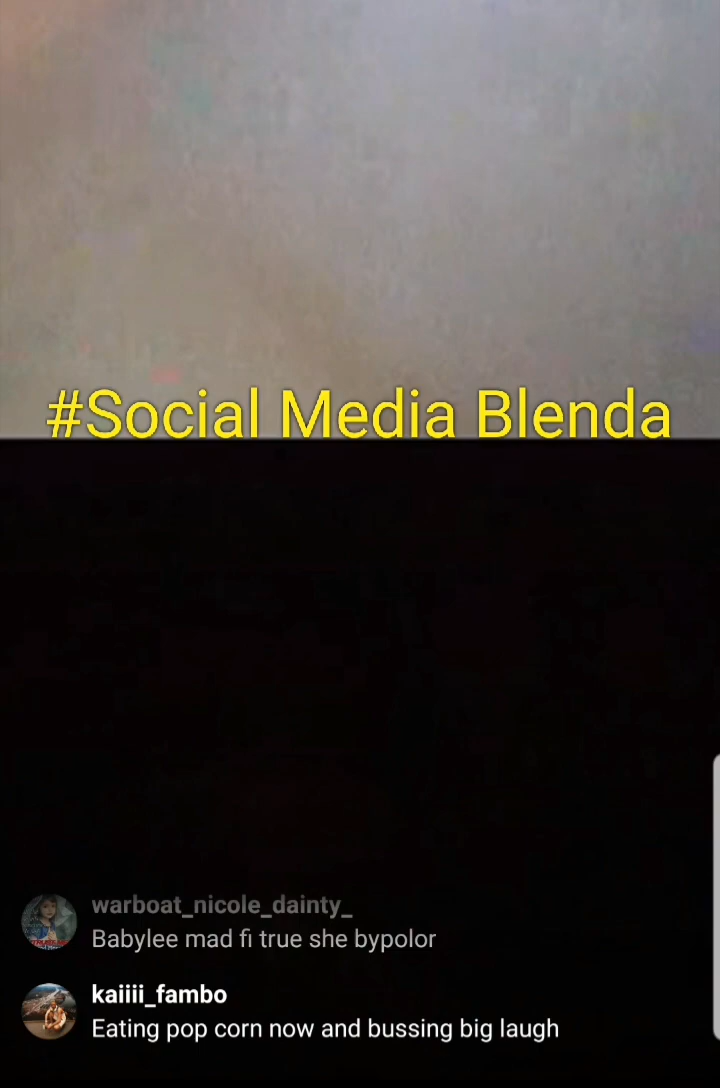 #Social Media Blenda
warboat_nicole_dainty_
Babylee mad fi true she bypolor
kaiiii_fambo
Eating pop corn now and bussing big laugh